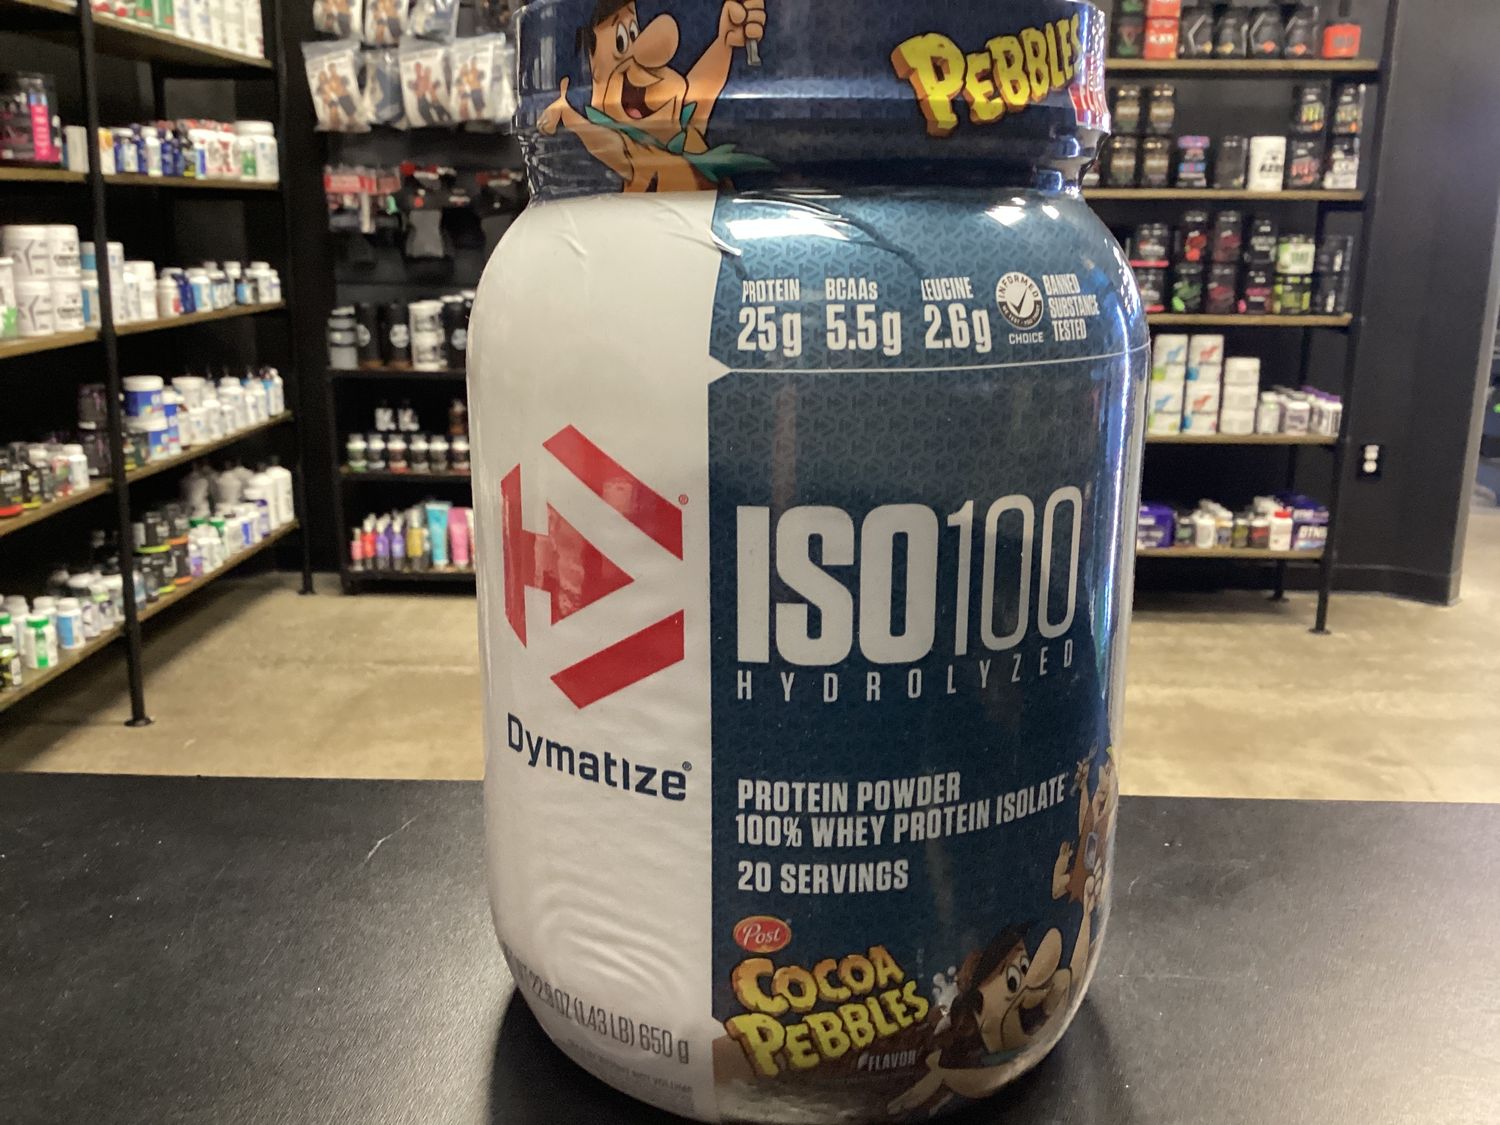 PEBBLES
PROTEIN
25g
BCAAs
5.5g
LEUCINE
2.6g
INFORMED
CHOICE
BANNED
SUBSTANCE
TESTED
ISO100
HYDROLYZED
Dymatize®
PROTEIN POWDER
100% WHEY PROTEIN ISOLATE
20 SERVINGS
Post
COCOA
PEBBLES
FLAVOR
OZ (1.43 LB) 650 g